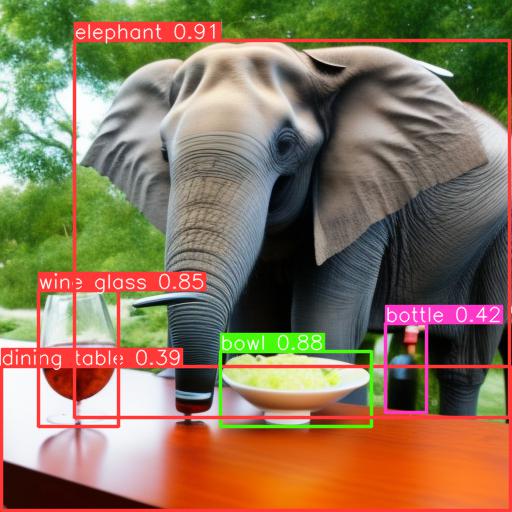 elephant 0.91
wine glass 0.85
bottle 0.42
bowl 0.88
dining table 0.39